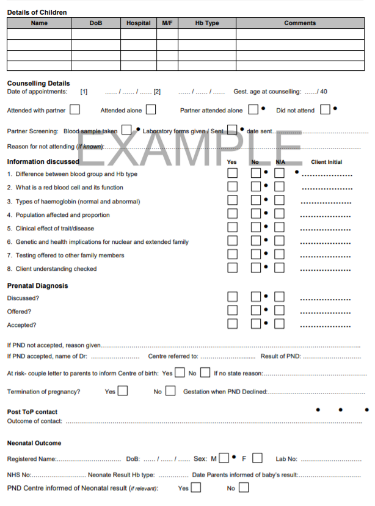 Details of Children
Name DoB Hospital M/F Hb Type Comments
Counselling Details
Date of appointments: [1] ...... / ...... / ...... [2] ...... / ...... / ...... Gest. age at counselling: ....../ 40
Attended with partner Attended alone Partner attended alone Did not attend
Partner Screening: Blood sample taken • Laboratory forms given / Sent • date sent
Reason for not attending (if known):
EXAMPLE
Information discussed Yes No N/A Client Initial
1. Difference between blood group and Hb type
2. What is a red blood cell and its function
3. Types of haemoglobin (normal and abnormal)
4. Population affected and proportion
5. Clinical effect of trait/disease
6. Genetic and health implications for nuclear and extended family
7. Testing offered to other family members
8. Client understanding checked
Prenatal Diagnosis
Discussed?
Offered?
Accepted?
If PND not accepted, reason given
If PND accepted, name of Dr: Centre referred to: Result of PND:
At risk- couple letter to parents to inform Centre of birth: Yes No If no state reason:
Termination of pregnancy? Yes No Gestation when PND Declined:
Post ToP contact
Outcome of contact:
Neonatal Outcome
Registered Name: DoB: ...... / ...... / ...... Sex: M • F Lab No:
NHS No: Neonate Result Hb type: Date Parents informed of baby's result:
PND Centre informed of Neonatal result (if relevant): Yes No